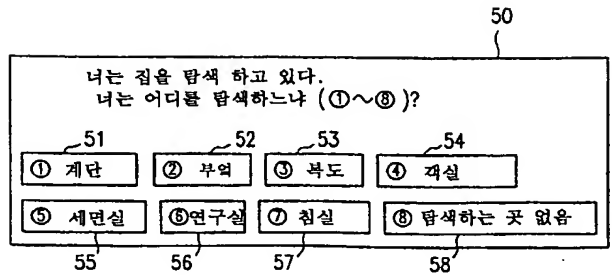 50
너는 집을 탐색 하고 있다.
너는 어디를 탐색하느냐 (①~⑧)?
51 52 53 54
① 계단 ② 부엌 ③ 복도 ④ 객실
⑤ 세면실 ⑥연구실 ⑦ 침실 ⑧ 탐색하는 곳 없음
55 56 57 58